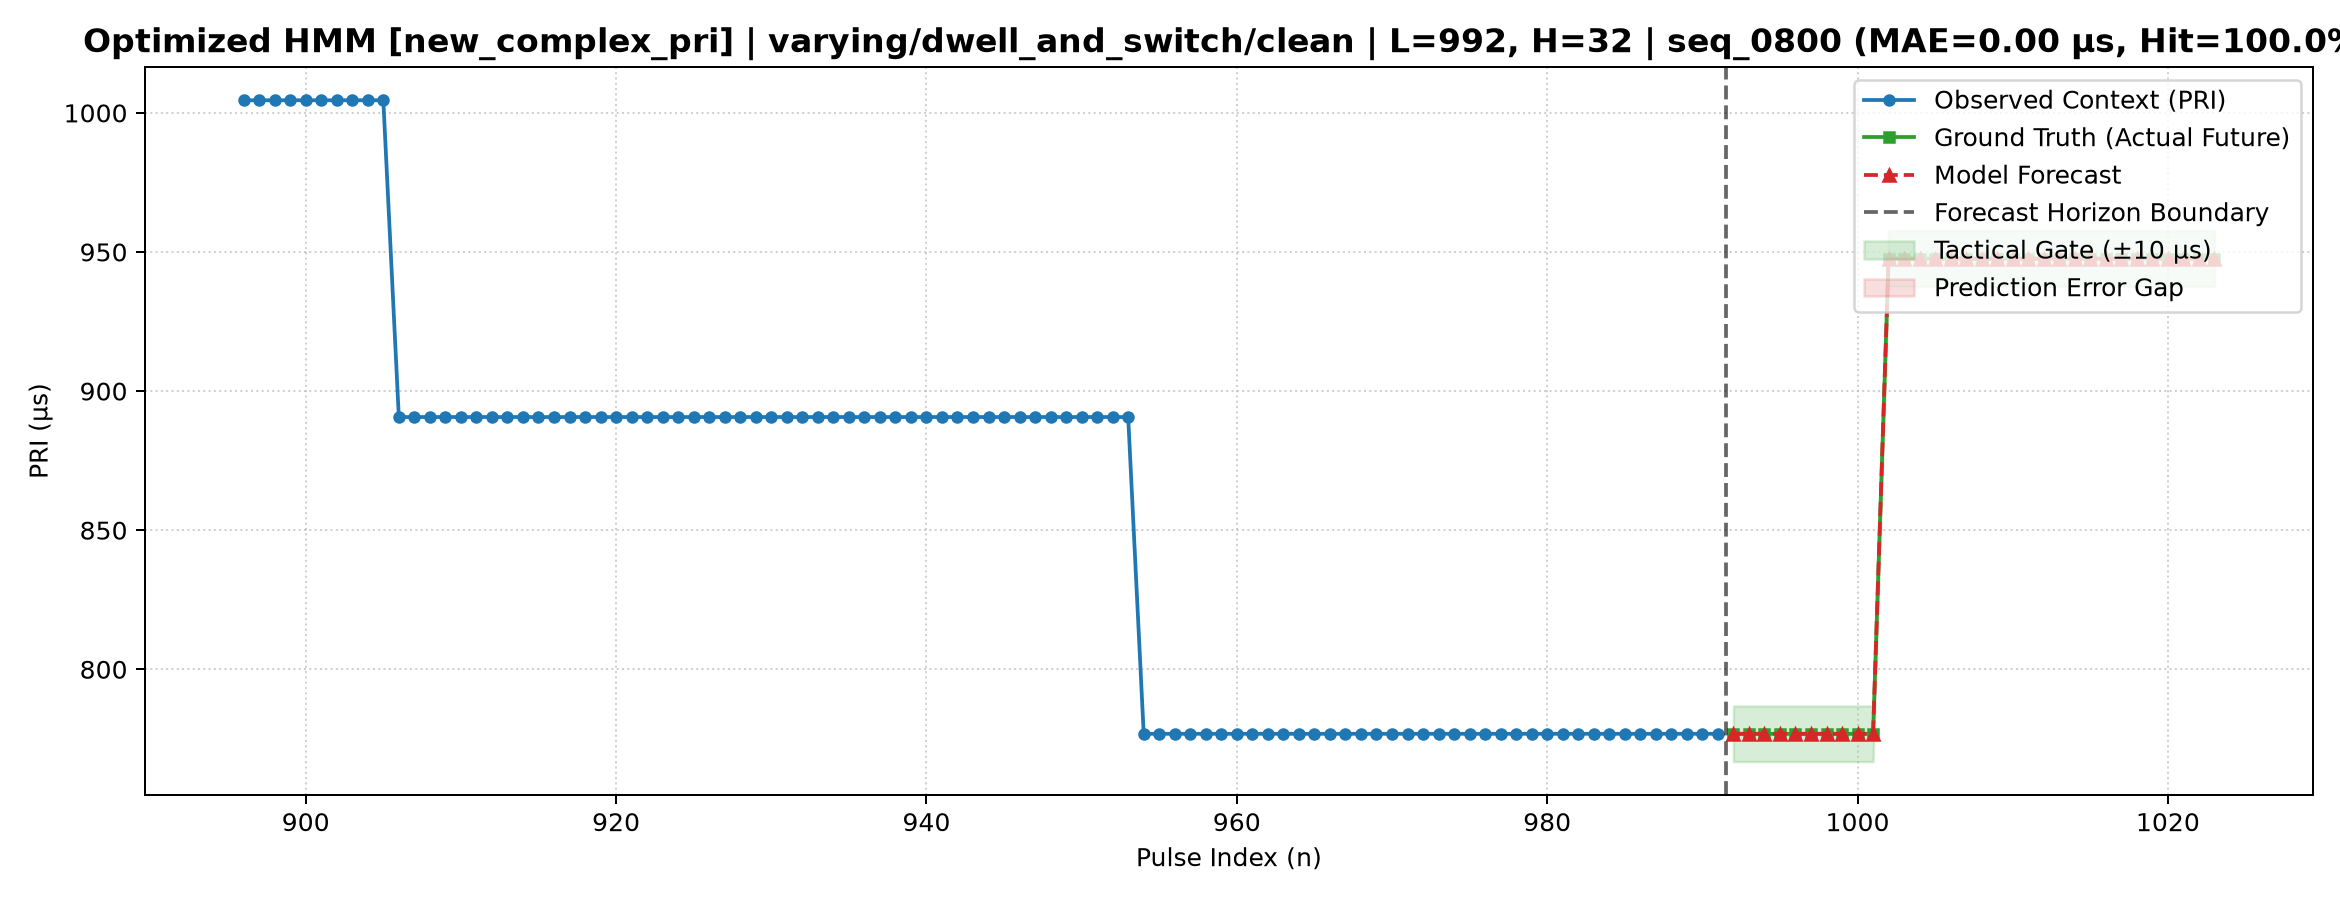 Optimized HMM [new_complex_pri] | varying/dwell_and_switch/clean | L=992, H=32 | seq_0800 (MAE=0.00 µs, Hit=100.0%
Observed Context (PRI)
Ground Truth (Actual Future)
Model Forecast
Forecast Horizon Boundary
Tactical Gate (±10 µs)
Prediction Error Gap
PRI (µs)
1000
950
900
850
800
900 920 940 960 980 1000 1020
Pulse Index (n)